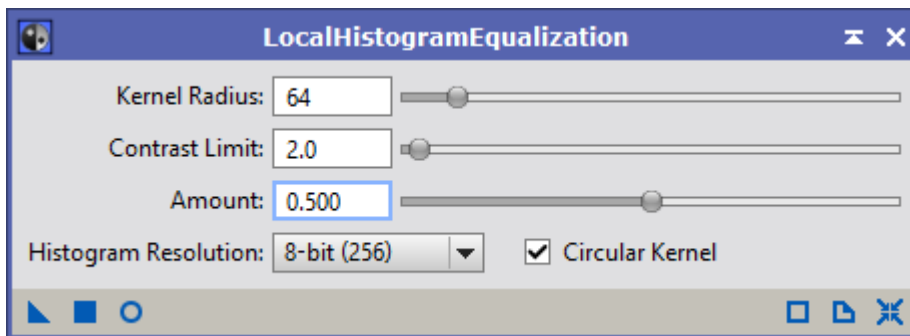 LocalHistogramEqualization
Kernel Radius: 64
Contrast Limit: 2.0
Amount: 0.500
Histogram Resolution: 8-bit (256) Circular Kernel